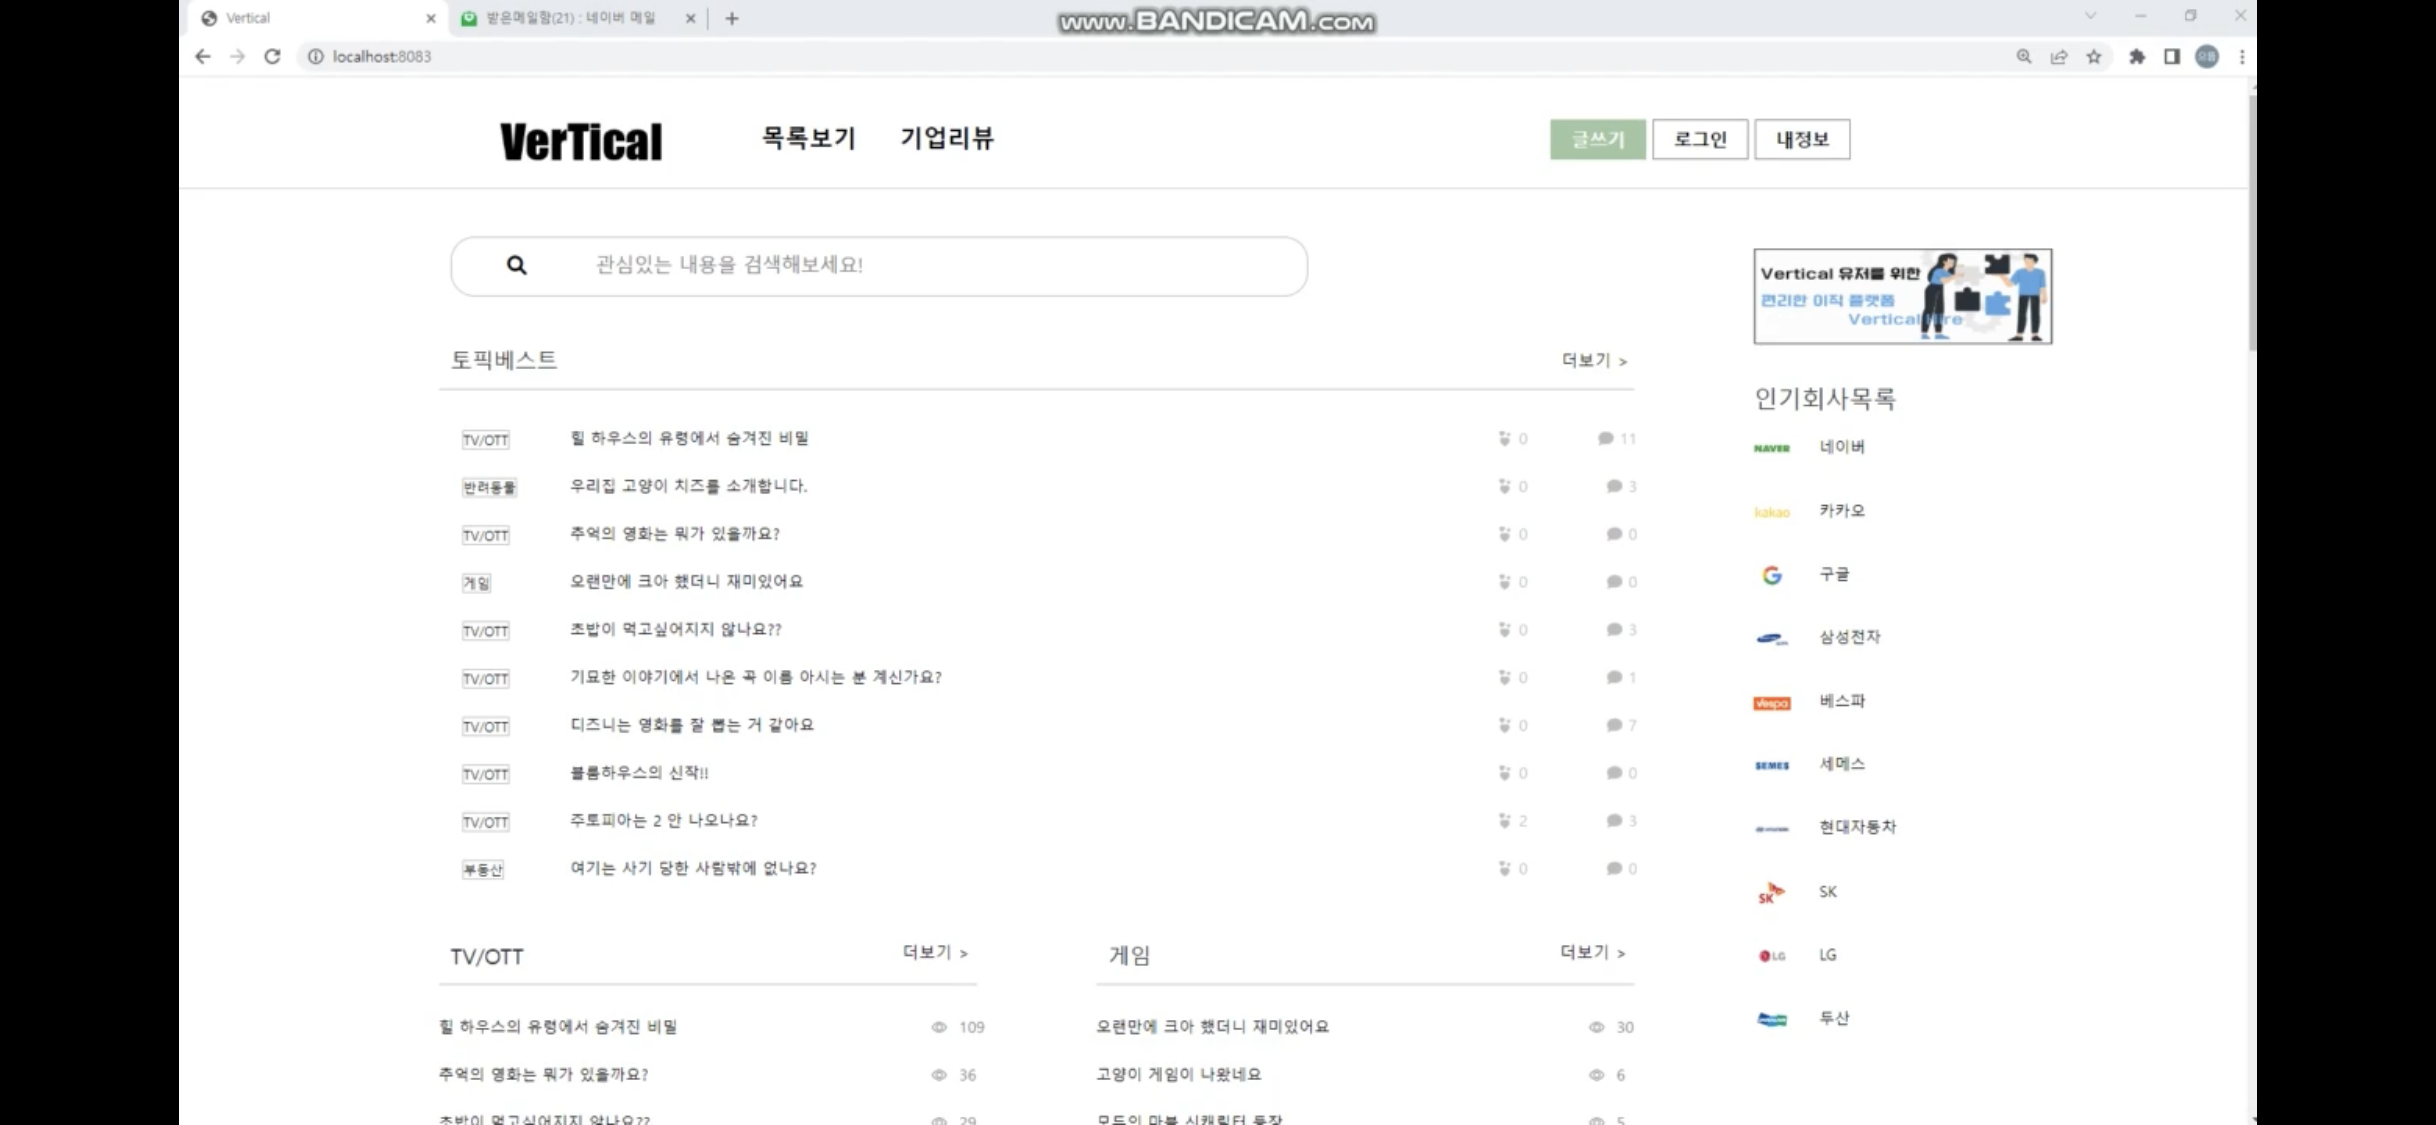 Vertical
받은메일함(21) : 네이버 메일
www.BANDICAM.com
localhost:8083
VerTical
목록보기
기업리뷰
글쓰기
로그인
내정보
관심있는 내용을 검색해보세요!
Vertical 유저를 위한
편리한 이직 플랫폼
Vertical Hire
토픽베스트
더보기 >
TV/OTT 힐 하우스의 유령에서 숨겨진 비밀 0 11
반려동물 우리집 고양이 치즈를 소개합니다. 0 3
TV/OTT 추억의 영화는 뭐가 있을까요? 0 0
게임 오랜만에 크아 했더니 재미있어요 0 0
TV/OTT 초밥이 먹고싶어지지 않나요?? 0 3
TV/OTT 기묘한 이야기에서 나온 곡 이름 아시는 분 계신가요? 0 1
TV/OTT 디즈니는 영화를 잘 뽑는 거 같아요 0 7
TV/OTT 블룸하우스의 신작!! 0 0
TV/OTT 주토피아는 2 안 나오나요? 2 3
부동산 여기는 사기 당한 사람밖에 없나요? 0 0
인기회사목록
NAVER 네이버
kakao 카카오
G 구글
삼성전자
Vespa 베스파
SEMES 세메스
현대자동차
SK SK
LG LG
두산
TV/OTT
더보기 >
힐 하우스의 유령에서 숨겨진 비밀 109
추억의 영화는 뭐가 있을까요? 36
초밥이 먹고싶어지지 않나요?? 29
게임
더보기 >
오랜만에 크아 했더니 재미있어요 30
고양이 게임이 나왔네요 6
모두의 마블 신캐릭터 등장 5